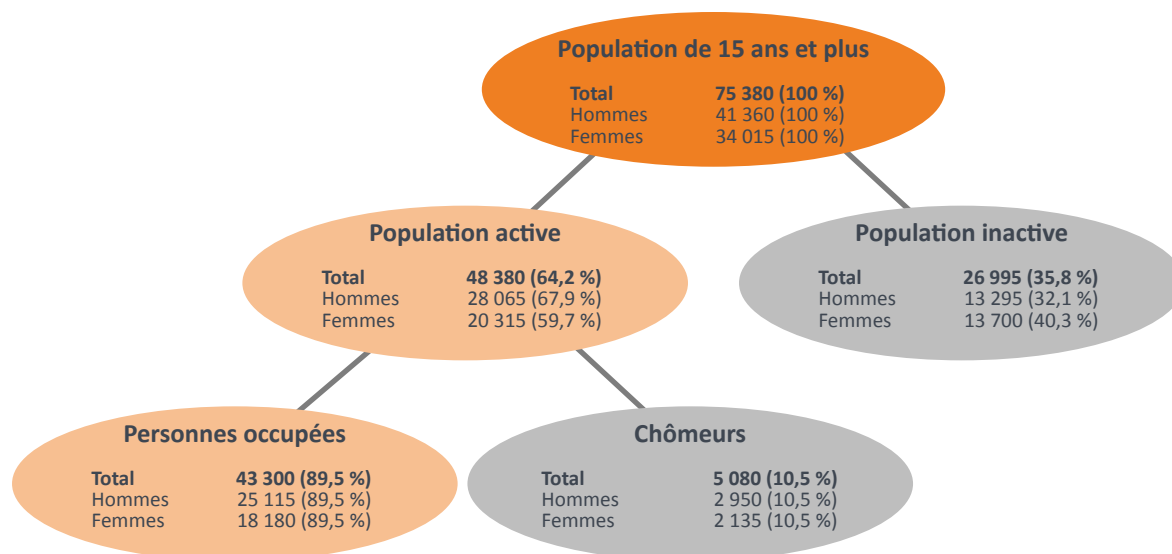 Population de 15 ans et plus
Total 75 380 (100 %)
Hommes 41 360 (100 %)
Femmes 34 015 (100 %)
Population active
Total 48 380 (64,2 %)
Hommes 28 065 (67,9 %)
Femmes 20 315 (59,7 %)
Population inactive
Total 26 995 (35,8 %)
Hommes 13 295 (32,1 %)
Femmes 13 700 (40,3 %)
Personnes occupées
Total 43 300 (89,5 %)
Hommes 25 115 (89,5 %)
Femmes 18 180 (89,5 %)
Chômeurs
Total 5 080 (10,5 %)
Hommes 2 950 (10,5 %)
Femmes 2 135 (10,5 %)